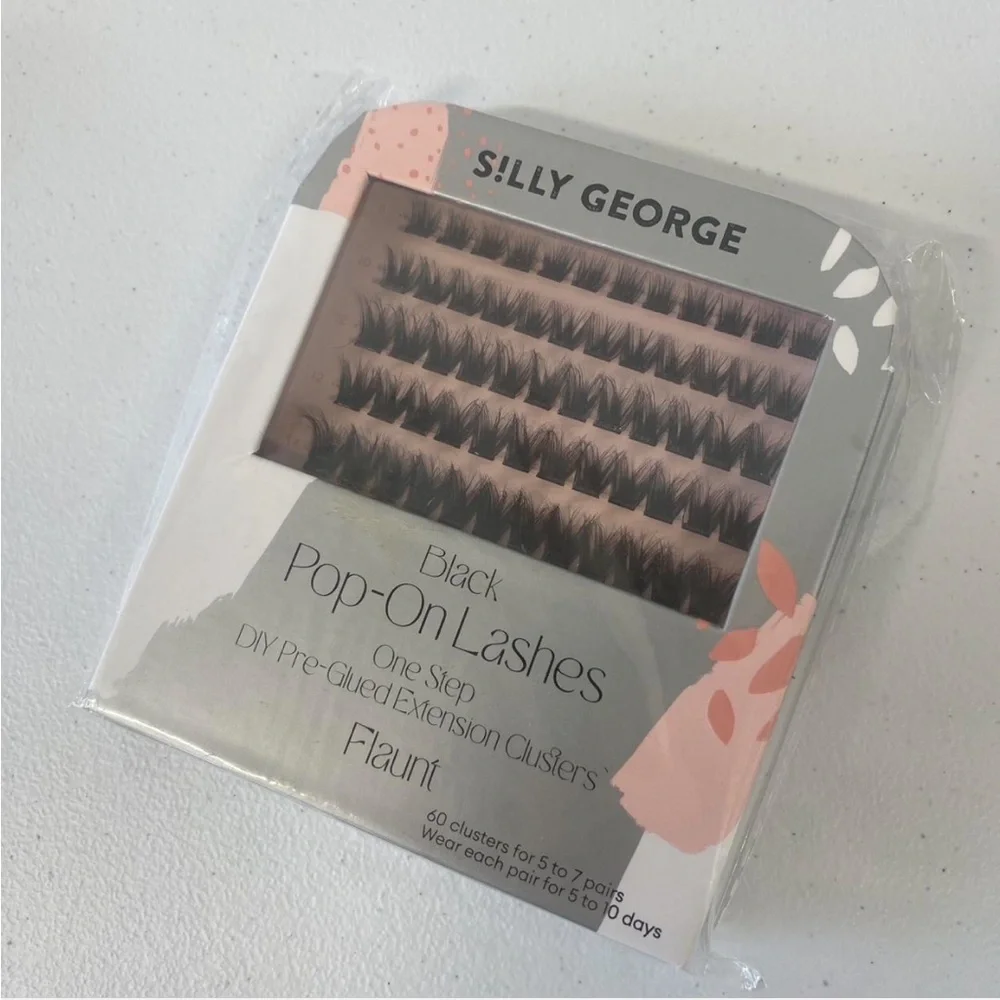 S!LLY GEORGE
Black
Pop-On Lashes
One Step
DIY Pre-Glued Extension Clusters
Flaunt
60 clusters for 5 to 7 pairs
Wear each pair for 5 to 10 days